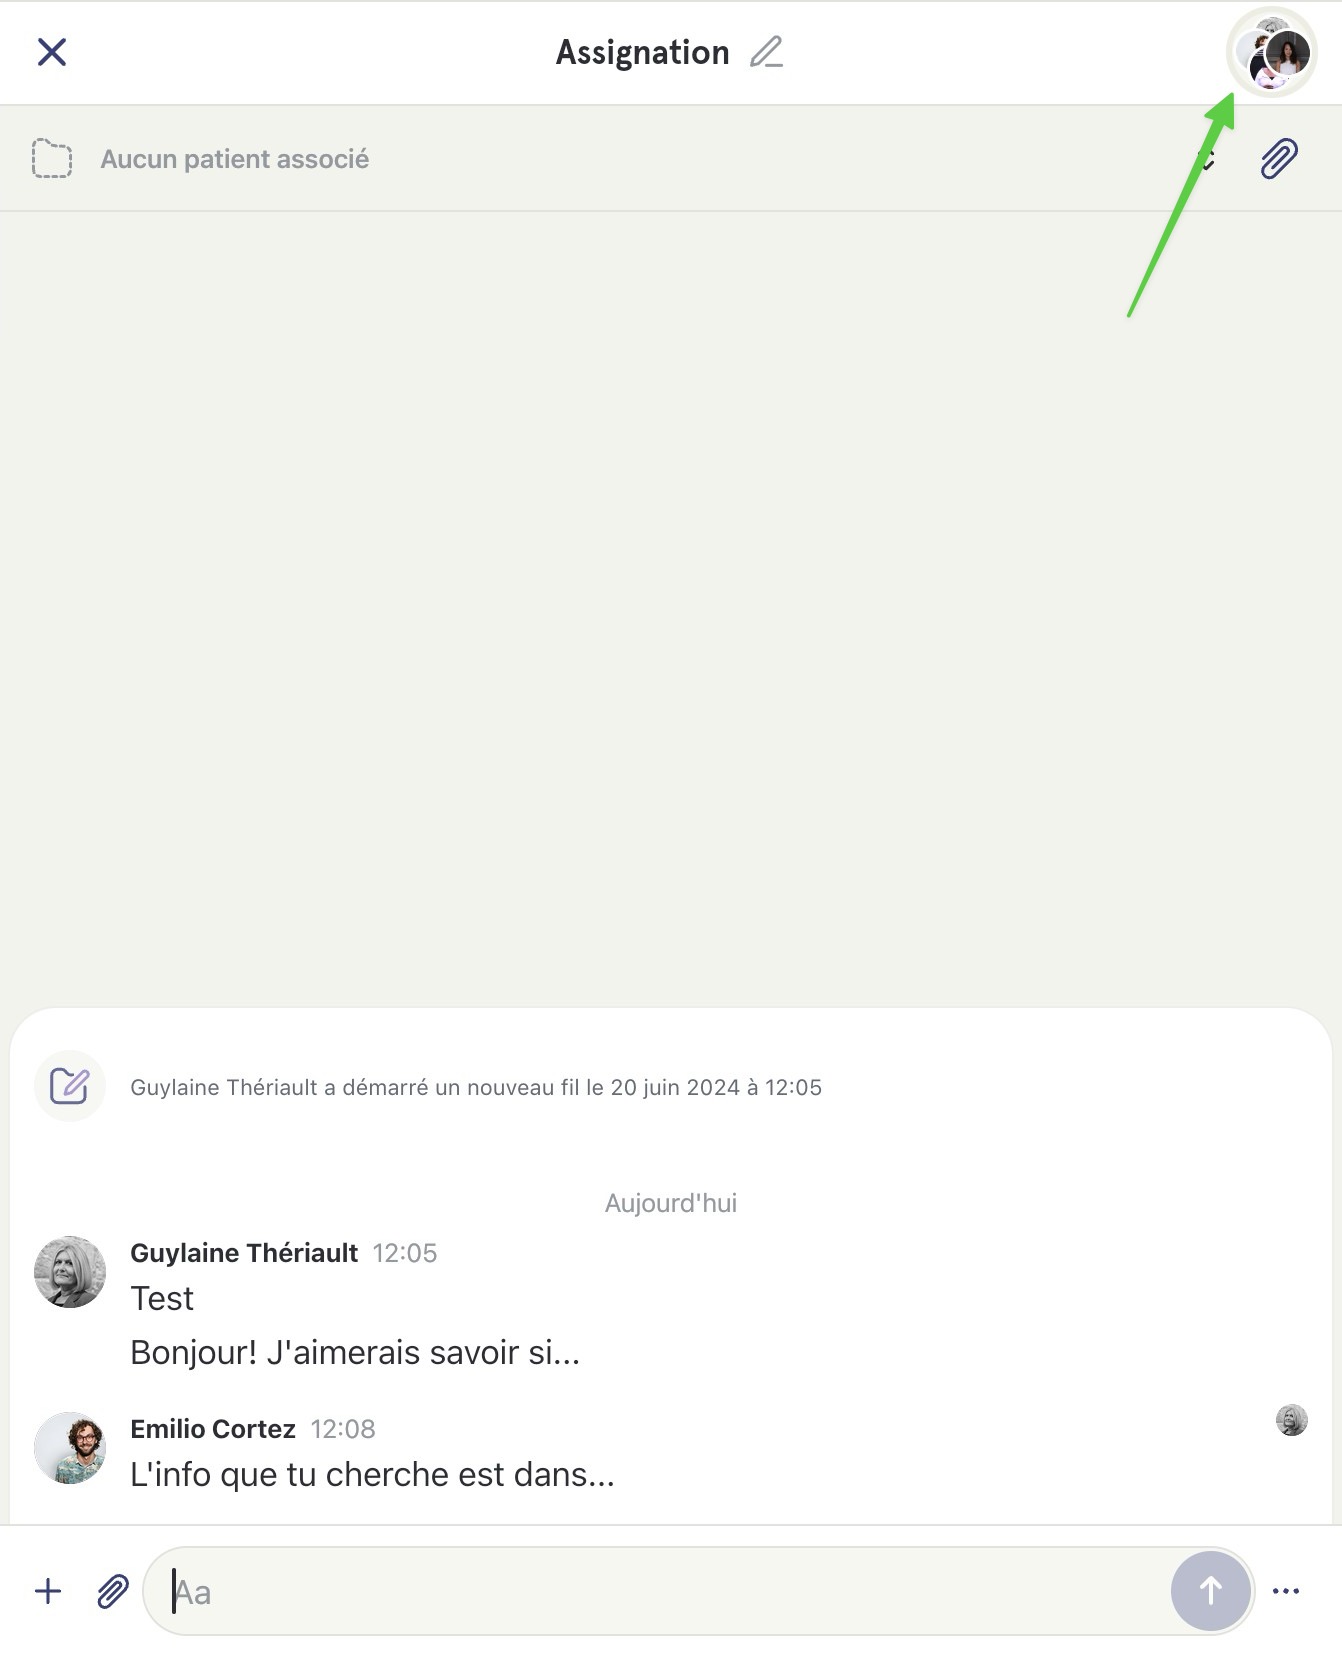 Assignation
Aucun patient associé
Guylaine Thériault a démarré un nouveau fil le 20 juin 2024 à 12:05
Aujourd'hui
Guylaine Thériault 12:05
Test
Bonjour! J'aimerais savoir si...
Emilio Cortez 12:08
L'info que tu cherche est dans...
Aa